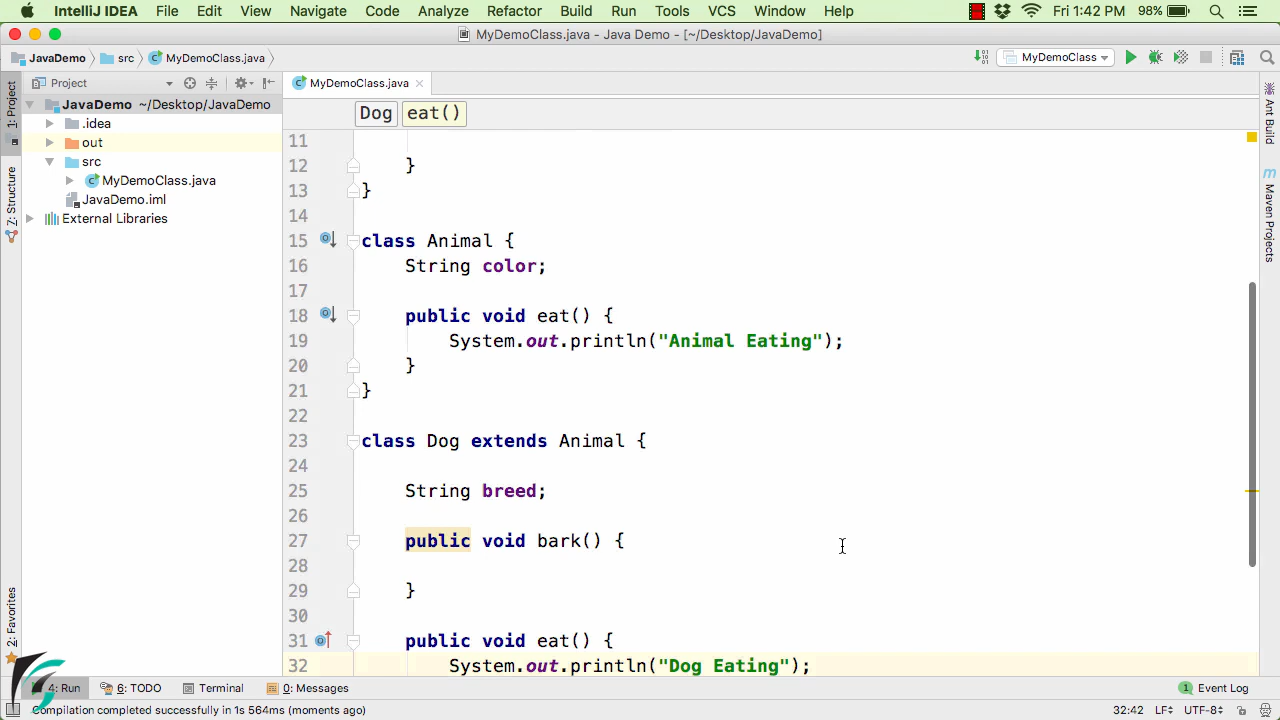 IntelliJ IDEA File Edit View Navigate Code Analyze Refactor Build Run Tools VCS Window Help Fri 1:42 PM 98%
MyDemoClass.java - Java Demo - [~/Desktop/JavaDemo]
JavaDemo src MyDemoClass.java MyDemoClass
Project MyDemoClass.java
1: Project
7: Structure
2: Favorites
JavaDemo ~/Desktop/JavaDemo
.idea
out
src
MyDemoClass.java
JavaDemo.iml
External Libraries
Dog eat()
11
12 }
13 }
14
15 class Animal {
16 String color;
17
18 public void eat() {
19 System.out.println("Animal Eating");
20 }
21 }
22
23 class Dog extends Animal {
24
25 String breed;
26
27 public void bark() {
28
29 }
30
31 public void eat() {
32 System.out.println("Dog Eating");
Ant Build
Maven Projects
4: Run 6: TODO Terminal 0: Messages 1 Event Log
Compilation completed successfully in 1s 564ms (moments ago) 32:42 LF UTF-8